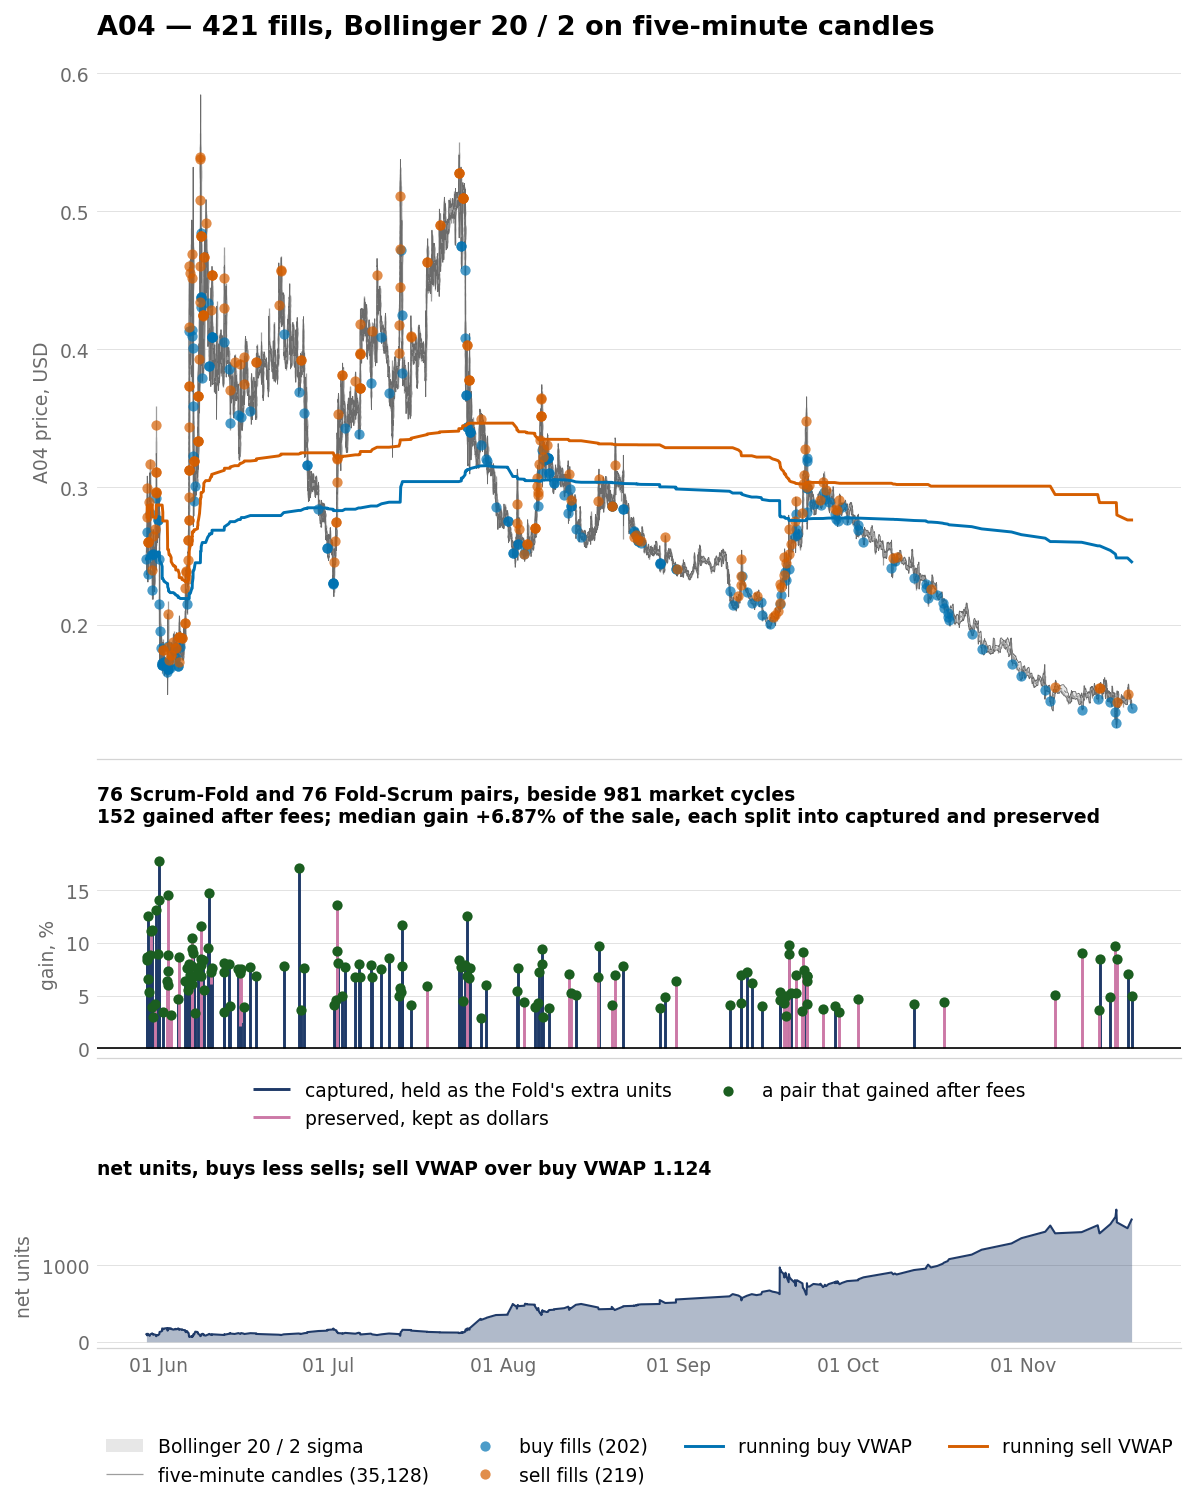 A04 — 421 fills, Bollinger 20 / 2 on five-minute candles
0.6
0.5
0.4
0.3
0.2
A04 price, USD
76 Scrum-Fold and 76 Fold-Scrum pairs, beside 981 market cycles
152 gained after fees; median gain +6.87% of the sale, each split into captured and preserved
15
10
5
0
gain, %
captured, held as the Fold's extra units
a pair that gained after fees
preserved, kept as dollars
net units, buys less sells; sell VWAP over buy VWAP 1.124
1000
0
net units
01 Jun
01 Jul
01 Aug
01 Sep
01 Oct
01 Nov
Bollinger 20 / 2 sigma
buy fills (202)
running buy VWAP
running sell VWAP
five-minute candles (35,128)
sell fills (219)